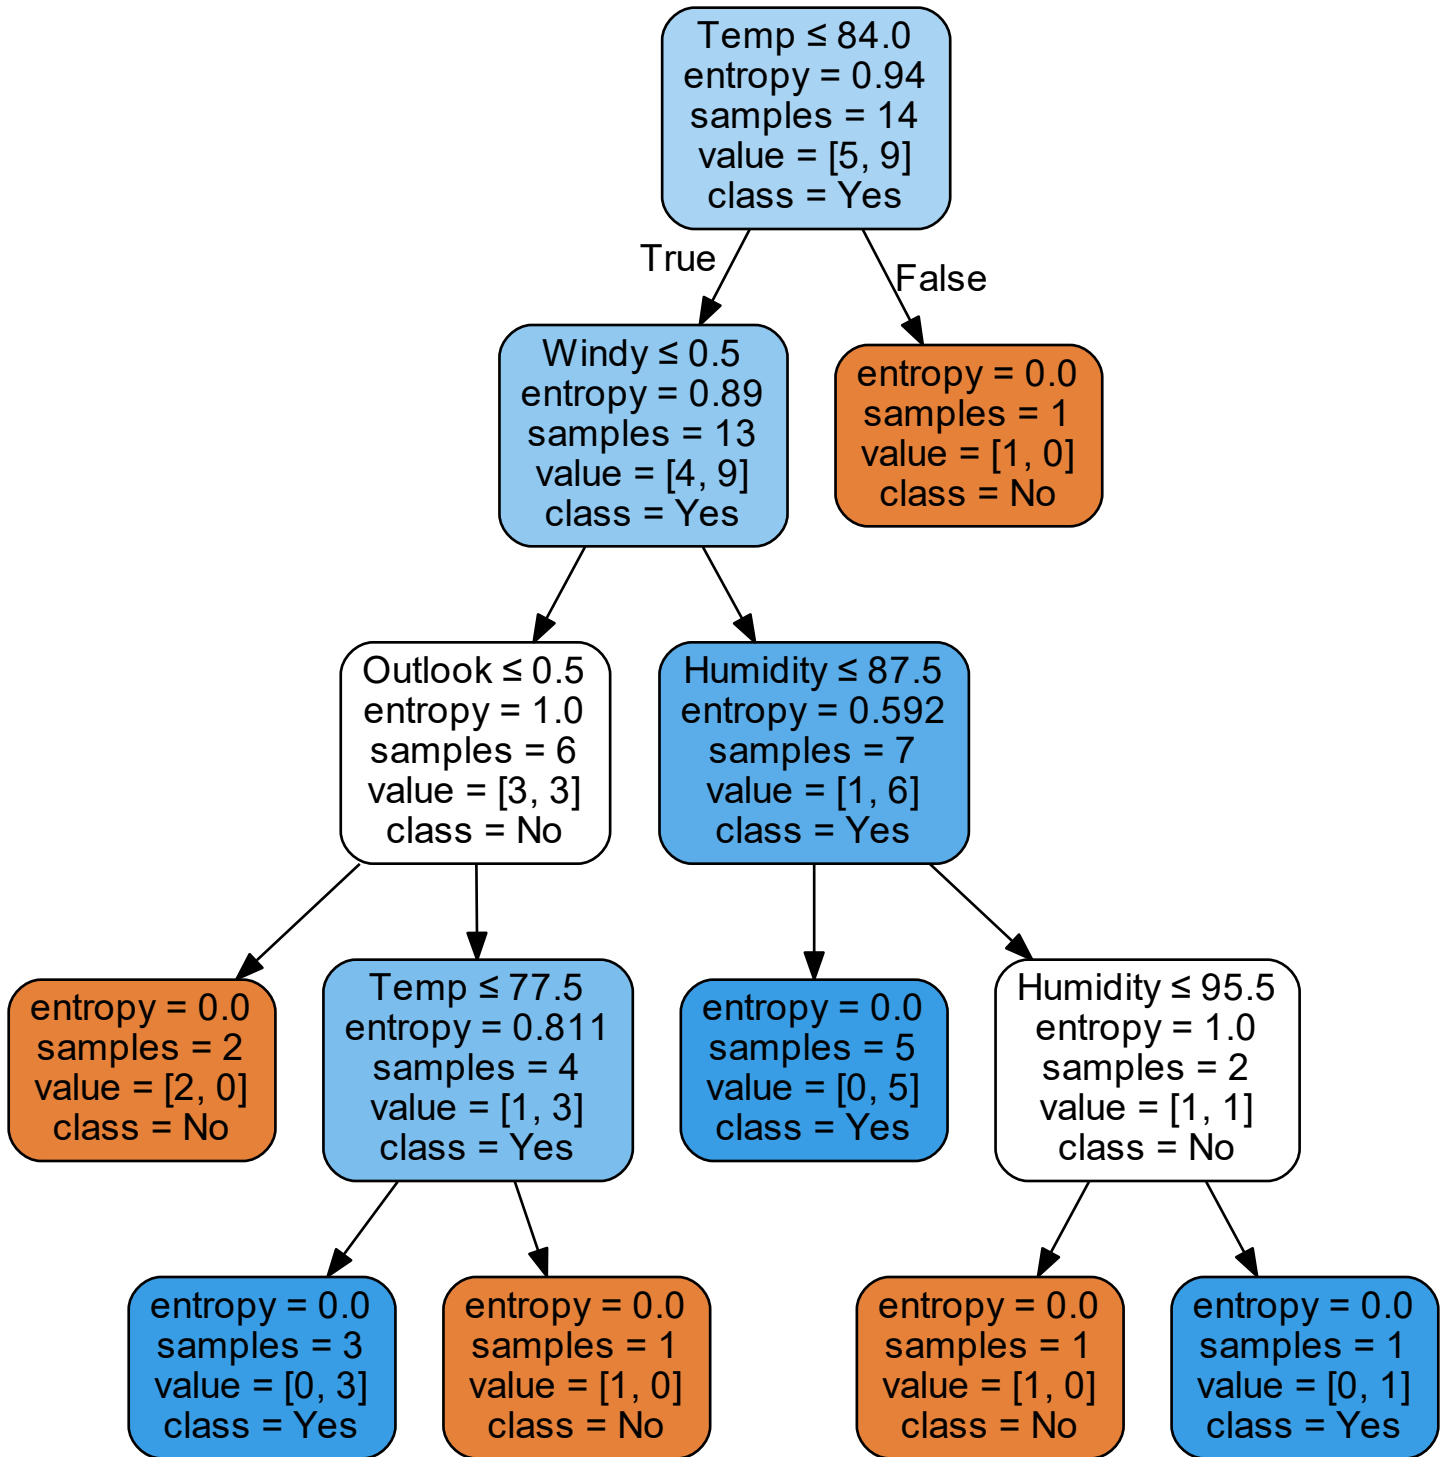 Temp ≤ 84.0
entropy = 0.94
samples = 14
value = [5, 9]
class = Yes
True
False
Windy ≤ 0.5
entropy = 0.89
samples = 13
value = [4, 9]
class = Yes
entropy = 0.0
samples = 1
value = [1, 0]
class = No
Outlook ≤ 0.5
entropy = 1.0
samples = 6
value = [3, 3]
class = No
Humidity ≤ 87.5
entropy = 0.592
samples = 7
value = [1, 6]
class = Yes
entropy = 0.0
samples = 2
value = [2, 0]
class = No
Temp ≤ 77.5
entropy = 0.811
samples = 4
value = [1, 3]
class = Yes
entropy = 0.0
samples = 5
value = [0, 5]
class = Yes
Humidity ≤ 95.5
entropy = 1.0
samples = 2
value = [1, 1]
class = No
entropy = 0.0
samples = 3
value = [0, 3]
class = Yes
entropy = 0.0
samples = 1
value = [1, 0]
class = No
entropy = 0.0
samples = 1
value = [1, 0]
class = No
entropy = 0.0
samples = 1
value = [0, 1]
class = Yes